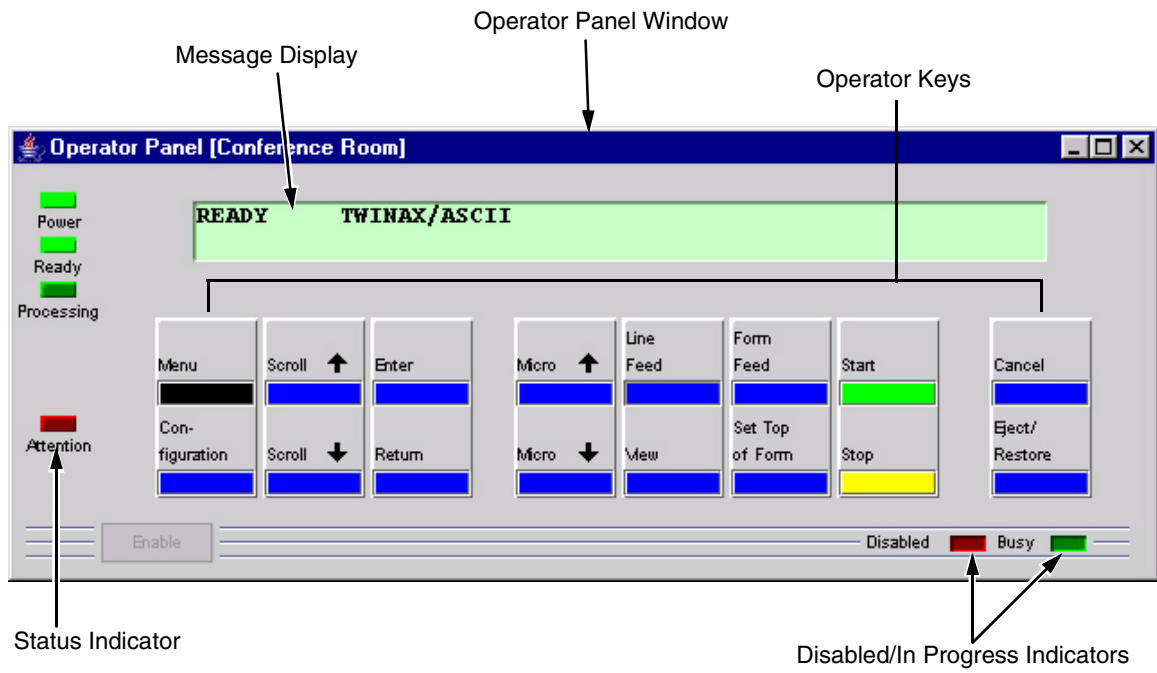 Operator Panel Window
Message Display
Operator Keys
Operator Panel [Conference Room]
READY TWINAX/ASCII
Power
Ready
Processing
Attention
Menu
Scroll
Enter
Micro
Line
Feed
Form
Feed
Start
Cancel
Con-
figuration
Scroll
Return
Micro
View
Set Top
of Form
Stop
Eject/
Restore
Enable
Disabled
Busy
Status Indicator
Disabled/In Progress Indicators